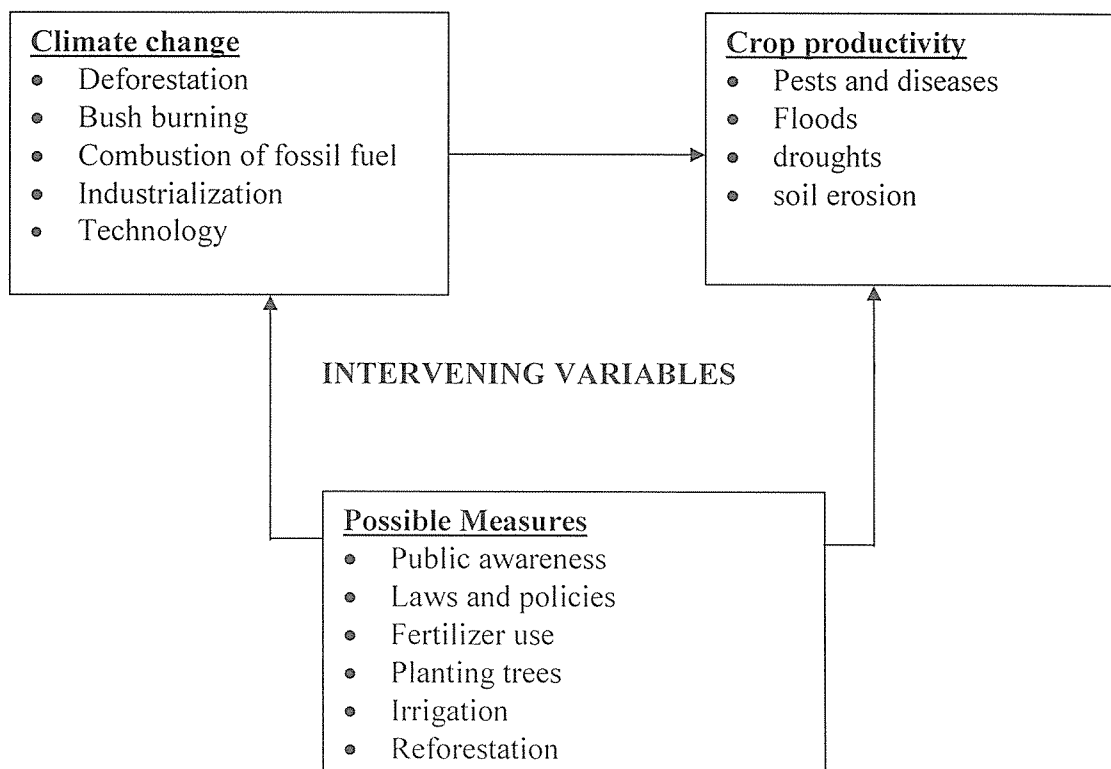 Climate change
• Deforestation
• Bush burning
• Combustion of fossil fuel
• Industrialization
• Technology
Crop productivity
• Pests and diseases
• Floods
• droughts
• soil erosion
INTERVENING VARIABLES
Possible Measures
• Public awareness
• Laws and policies
• Fertilizer use
• Planting trees
• Irrigation
• Reforestation